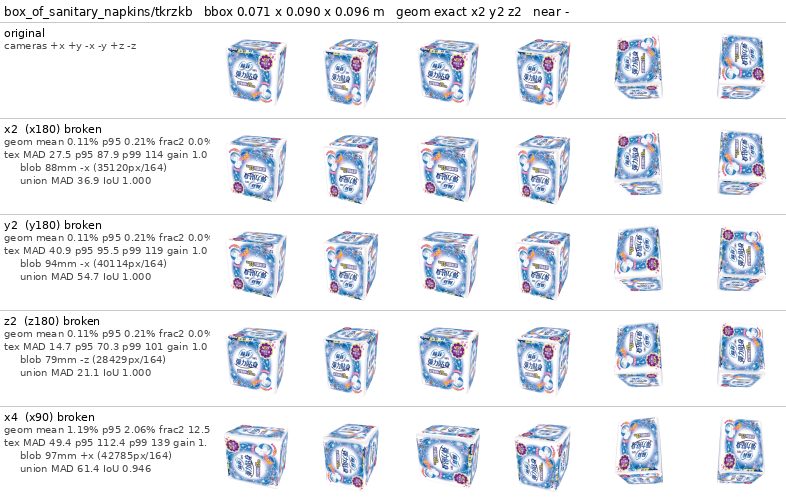 box_of_sanitary_napkins/tkrzkb bbox 0.071 x 0.090 x 0.096 m geom exact x2 y2 z2 near -
original
cameras +x +y -x -y +z -z
x2 (x180) broken
geom mean 0.11% p95 0.21% frac2 0.0%
tex MAD 27.5 p95 87.9 p99 114 gain 1.0
blob 88mm -x (35120px/164)
union MAD 36.9 IoU 1.000
y2 (y180) broken
geom mean 0.11% p95 0.21% frac2 0.0%
tex MAD 40.9 p95 95.5 p99 119 gain 1.0
blob 94mm -x (40114px/164)
union MAD 54.7 IoU 1.000
z2 (z180) broken
geom mean 0.11% p95 0.21% frac2 0.0%
tex MAD 14.7 p95 70.3 p99 101 gain 1.0
blob 79mm -z (28429px/164)
union MAD 21.1 IoU 1.000
x4 (x90) broken
geom mean 1.19% p95 2.06% frac2 12.5
tex MAD 49.4 p95 112.4 p99 139 gain 1.
blob 97mm +x (42785px/164)
union MAD 61.4 IoU 0.946